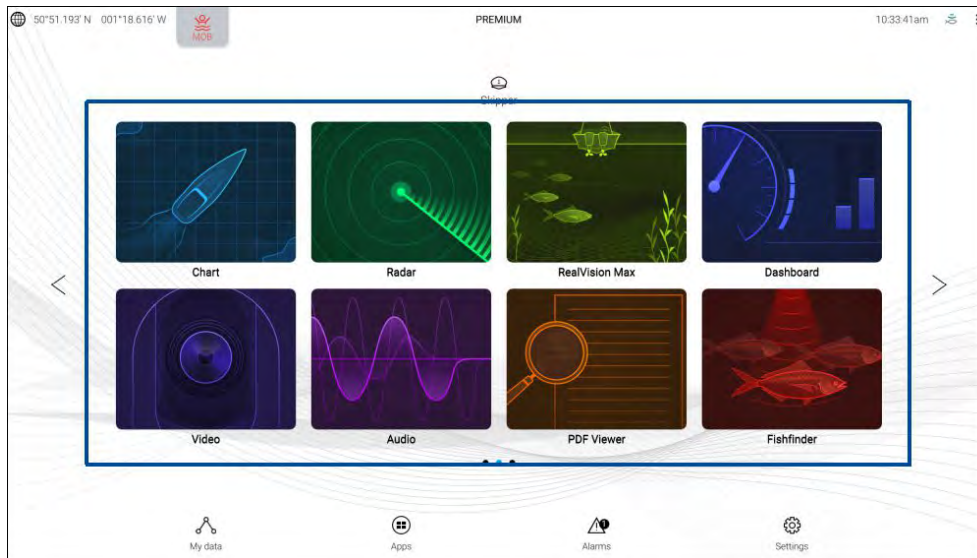 50°51.193' N 001°18.616' W
MOB
PREMIUM
10:33:41am
Skipper
Chart
Radar
RealVision Max
Dashboard
Video
Audio
PDF Viewer
Fishfinder
My data
Apps
Alarms
Settings